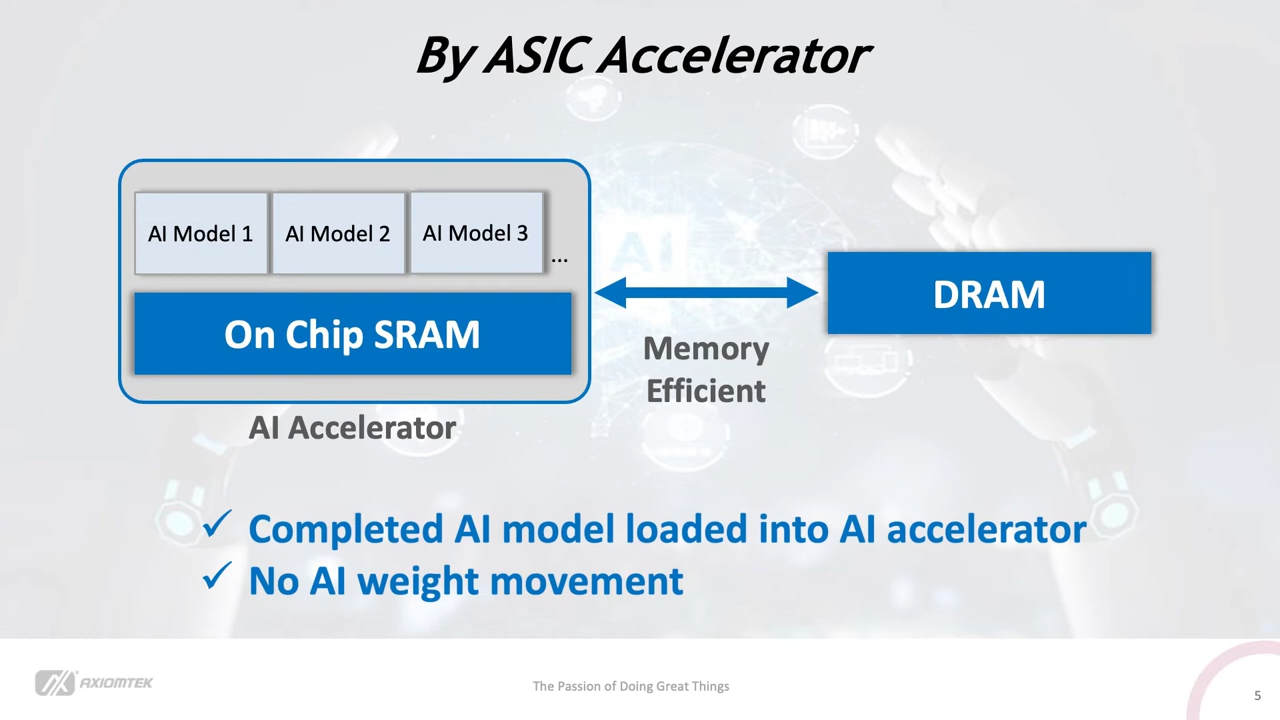 By ASIC Accelerator
AI Model 1
AI Model 2
AI Model 3
...
On Chip SRAM
AI Accelerator
Memory
Efficient
DRAM
AI
✓ Completed AI model loaded into AI accelerator
✓ No AI weight movement
AXIOMTEK
The Passion of Doing Great Things
5